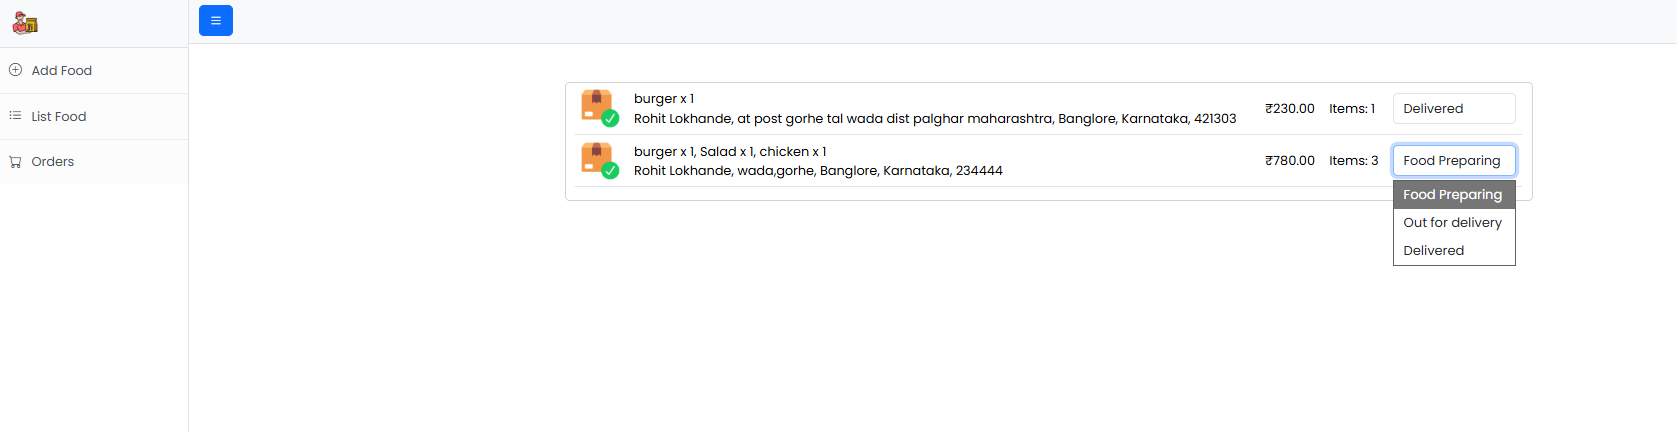 Add Food
List Food
Orders
burger x 1
Rohit Lokhande, at post gorhe tal wada dist palghar maharashtra, Banglore, Karnataka, 421303
₹230.00
Items: 1
Delivered
burger x 1, Salad x 1, chicken x 1
Rohit Lokhande, wada,gorhe, Banglore, Karnataka, 234444
₹780.00
Items: 3
Food Preparing
Food Preparing
Out for delivery
Delivered